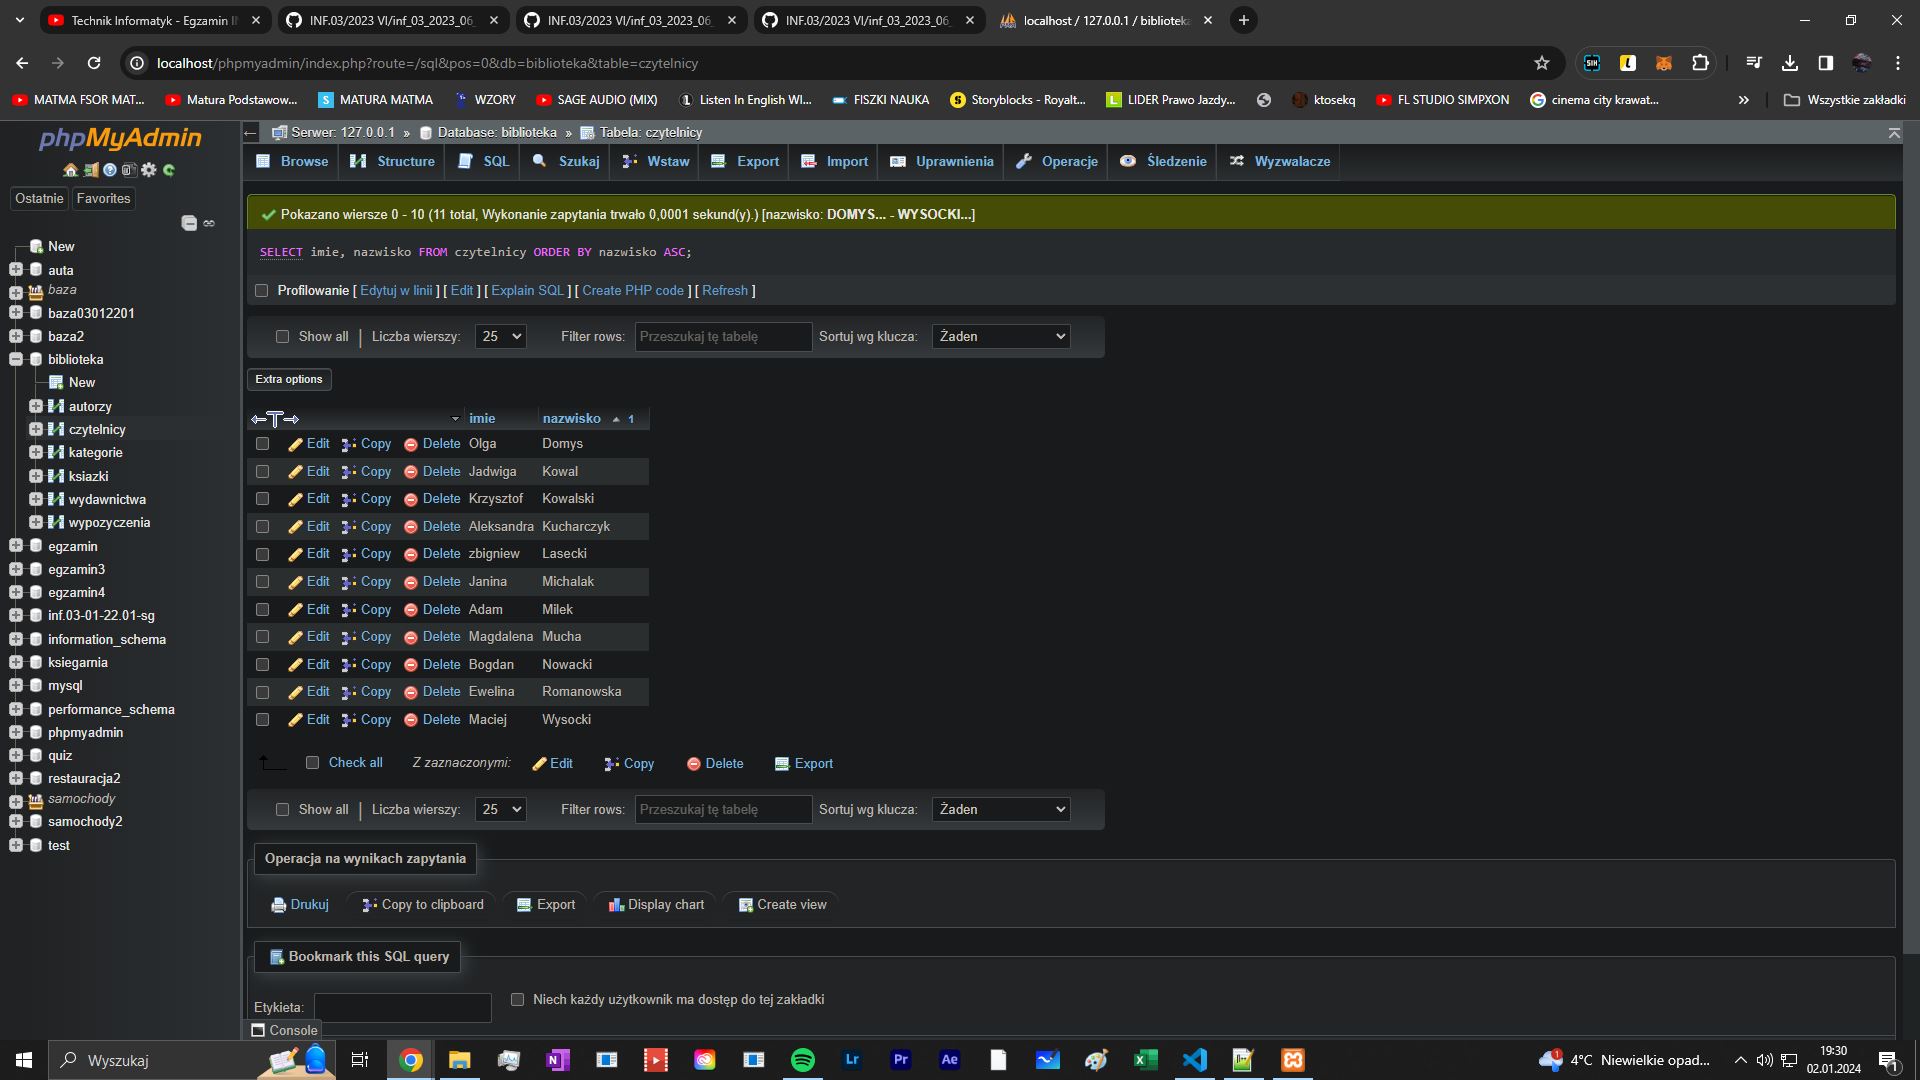 Technik Informatyk - Egzamin IN
INF.03/2023 VI/inf_03_2023_06_
INF.03/2023 VI/inf_03_2023_06_
INF.03/2023 VI/inf_03_2023_06_
localhost / 127.0.0.1 / biblioteka
localhost/phpmyadmin/index.php?route=/sql&pos=0&db=biblioteka&table=czytelnicy
MATMA FSOR MAT...
Matura Podstawow...
MATURA MATMA
WZORY
SAGE AUDIO (MIX)
Listen In English WI...
FISZKI NAUKA
Storyblocks - Royalt...
LIDER Prawo Jazdy...
ktosekq
FL STUDIO SIMPXON
cinema city krawat...
»
Wszystkie zakładki
phpMyAdmin
Ostatnie
Favorites
New
auta
baza
baza03012201
baza2
biblioteka
New
autorzy
czytelnicy
kategorie
ksiazki
wydawnictwa
wypozyczenia
egzamin
egzamin3
egzamin4
inf.03-01-22.01-sg
information_schema
ksiegarnia
mysql
performance_schema
phpmyadmin
quiz
restauracja2
samochody
samochody2
test
Serwer: 127.0.0.1 » Database: biblioteka » Tabela: czytelnicy
Browse Structure SQL Szukaj Wstaw Export Import Uprawnienia Operacje Śledzenie Wyzwalacze
Pokazano wiersze 0 - 10 (11 total, Wykonanie zapytania trwało 0,0001 sekund(y).) [nazwisko: DOMYS... - WYSOCKI...]
SELECT imie, nazwisko FROM czytelnicy ORDER BY nazwisko ASC;
Profilowanie [ Edytuj w linii ] [ Edit ] [ Explain SQL ] [ Create PHP code ] [ Refresh ]
Show all | Liczba wierszy: 25 Filter rows: Przeszukaj tę tabelę Sortuj wg klucza: Żaden
Extra options
←T→ imie nazwisko 1
Edit Copy Delete Olga Domys
Edit Copy Delete Jadwiga Kowal
Edit Copy Delete Krzysztof Kowalski
Edit Copy Delete Aleksandra Kucharczyk
Edit Copy Delete zbigniew Lasecki
Edit Copy Delete Janina Michalak
Edit Copy Delete Adam Milek
Edit Copy Delete Magdalena Mucha
Edit Copy Delete Bogdan Nowacki
Edit Copy Delete Ewelina Romanowska
Edit Copy Delete Maciej Wysocki
Check all Z zaznaczonymi: Edit Copy Delete Export
Show all | Liczba wierszy: 25 Filter rows: Przeszukaj tę tabelę Sortuj wg klucza: Żaden
Operacja na wynikach zapytania
Drukuj Copy to clipboard Export Display chart Create view
Bookmark this SQL query
Etykieta: Niech każdy użytkownik ma dostęp do tej zakładki
Console
Wyszukaj
Lr
Pr
Ae
1
4°C Niewielkie opad...
19:30
02.01.2024
1